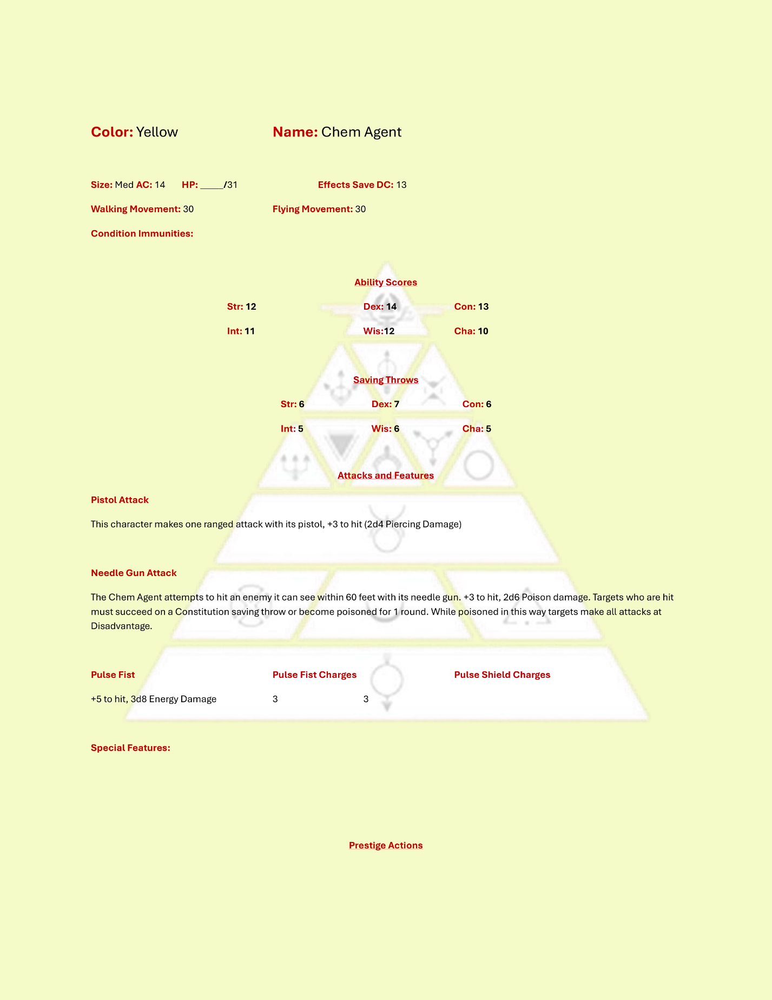 Color: Yellow Name: Chem Agent
Size: Med AC: 14 HP: _____/31 Effects Save DC: 13
Walking Movement: 30 Flying Movement: 30
Condition Immunities:
Ability Scores
Str: 12 Dex: 14 Con: 13
Int: 11 Wis:12 Cha: 10
Saving Throws
Str: 6 Dex: 7 Con: 6
Int: 5 Wis: 6 Cha: 5
Attacks and Features
Pistol Attack
This character makes one ranged attack with its pistol, +3 to hit (2d4 Piercing Damage)
Needle Gun Attack
The Chem Agent attempts to hit an enemy it can see within 60 feet with its needle gun. +3 to hit, 2d6 Poison damage. Targets who are hit
must succeed on a Constitution saving throw or become poisoned for 1 round. While poisoned in this way targets make all attacks at
Disadvantage.
Pulse Fist Pulse Fist Charges Pulse Shield Charges
+5 to hit, 3d8 Energy Damage 3 3
Special Features:
Prestige Actions